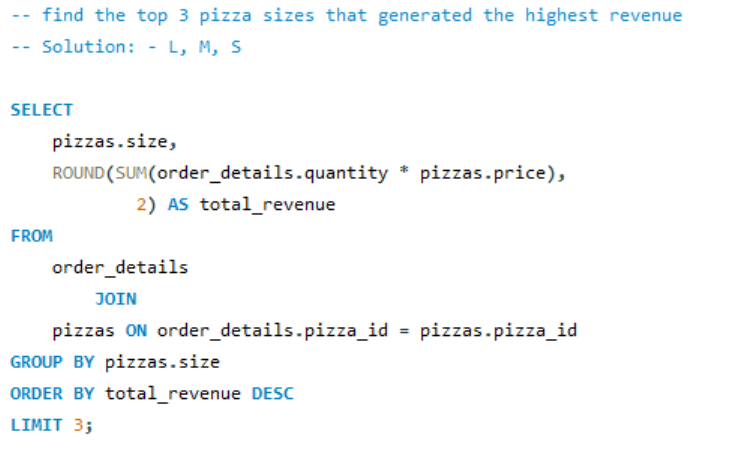 -- find the top 3 pizza sizes that generated the highest revenue
-- Solution: - L, M, S
SELECT
pizzas.size,
ROUND(SUM(order_details.quantity * pizzas.price),
2) AS total_revenue
FROM
order_details
JOIN
pizzas ON order_details.pizza_id = pizzas.pizza_id
GROUP BY pizzas.size
ORDER BY total_revenue DESC
LIMIT 3;